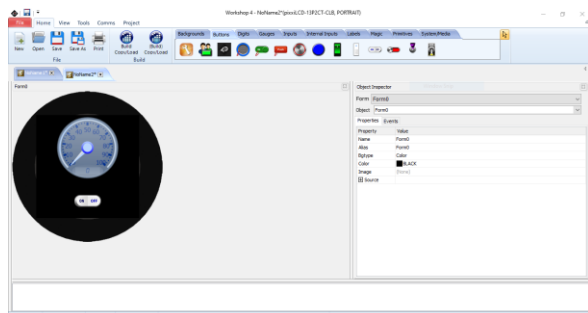 Workshop 4 - NoName2*(pixxiLCD-13P2CT-CLB, PORTRAIT)
File Home View Tools Comms Project
New Open Save Save As Print
File
Build Copy/Load
(Build) Copy/Load
Build
Backgrounds Buttons Digits Gauges Inputs Internal Inputs Labels Magic Primitives System/Media
NoName2*
Form0
Object Inspector
Form Form0
Object Form0
Properties Events
Property Value
Name Form0
Alias Form0
Bgtype Color
Color BLACK
Image (None)
Source
ON OFF